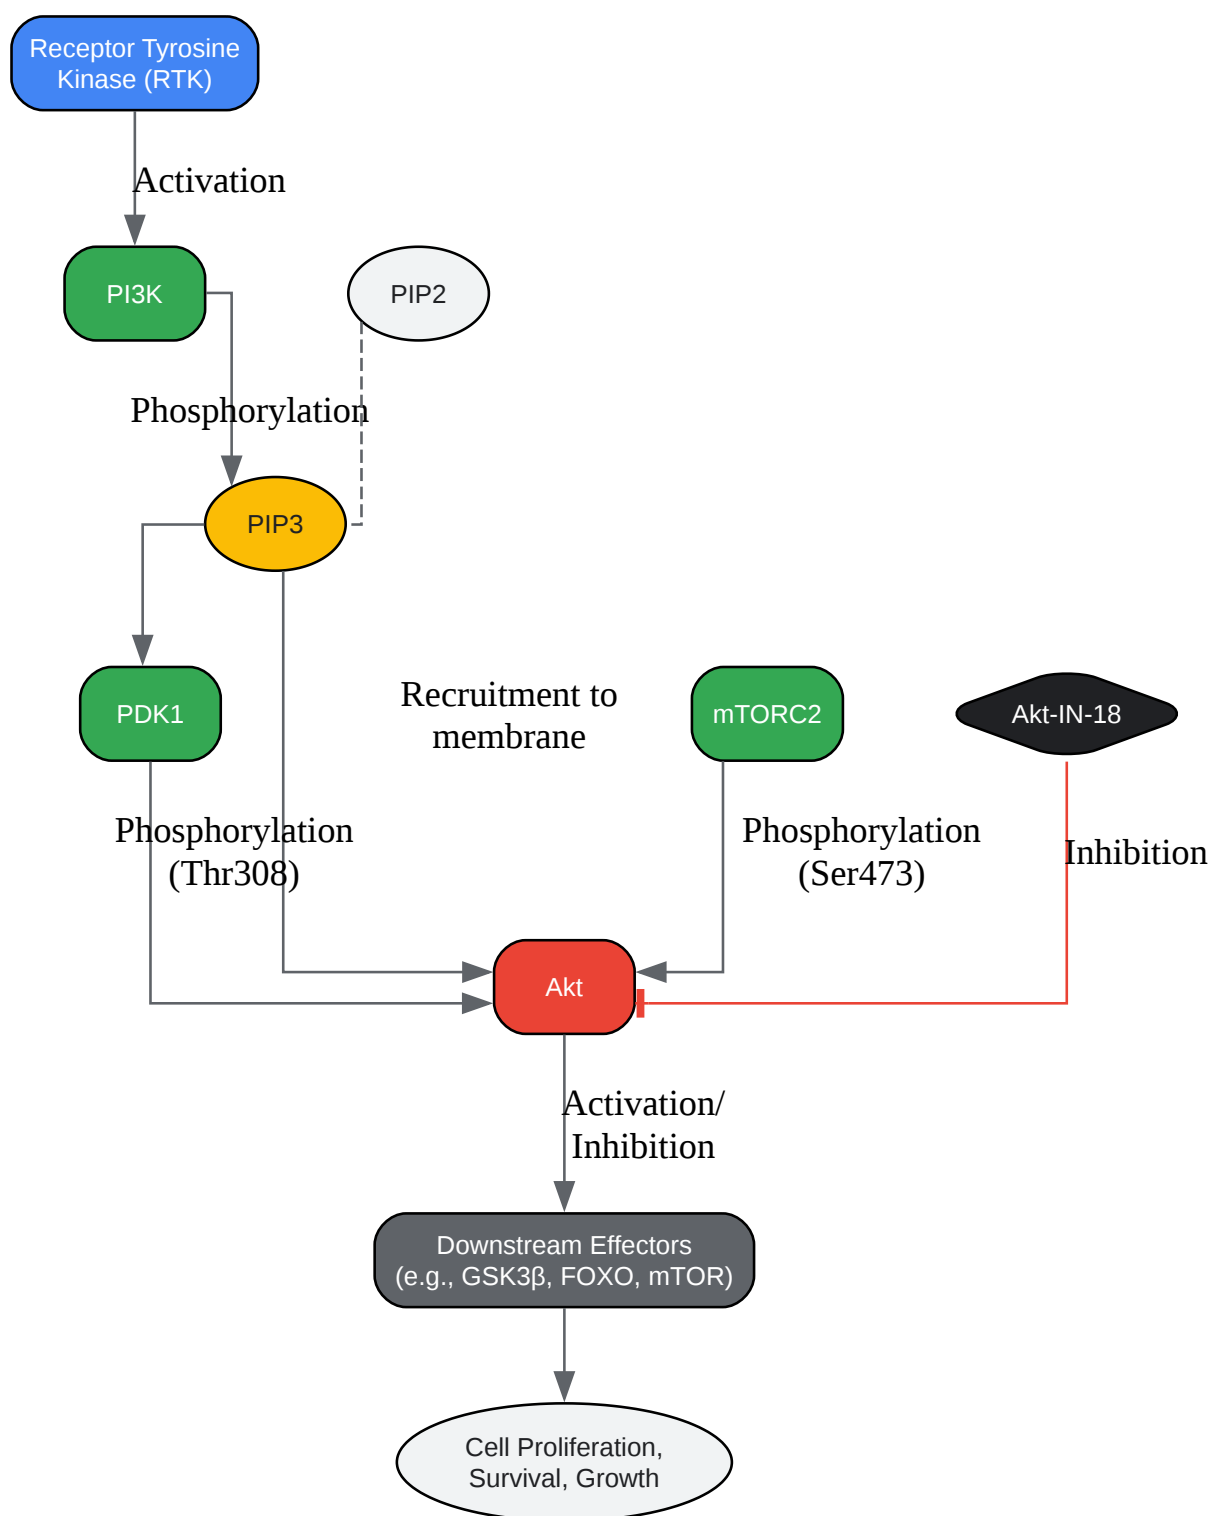 Receptor Tyrosine
Kinase (RTK)
Activation
PI3K
PIP2
Phosphorylation
PIP3
PDK1
Recruitment to
membrane
mTORC2
Akt-IN-18
Phosphorylation
(Thr308)
Phosphorylation
(Ser473)
Inhibition
Akt
Activation/
Inhibition
Downstream Effectors
(e.g., GSK3β, FOXO, mTOR)
Cell Proliferation,
Survival, Growth